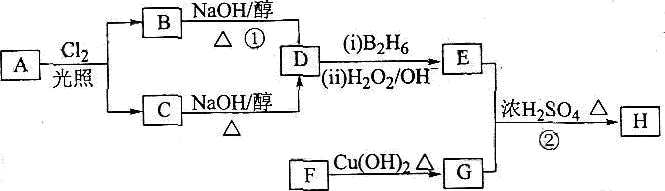 B NaOH/醇 △ ①
A Cl₂ 光照
D (i)B₂H₆ (ii)H₂O₂/OH⁻ E
C NaOH/醇 △
浓H₂SO₄ △ ② H
F Cu(OH)₂ △ G